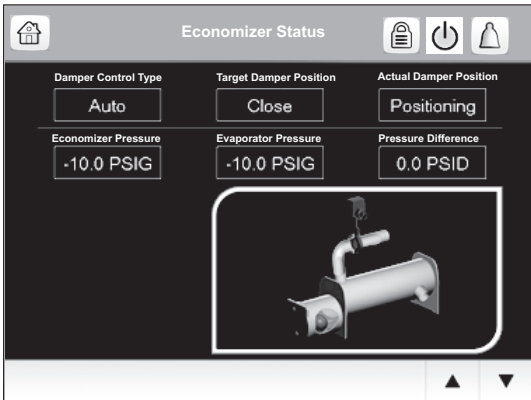 Economizer Status
Damper Control Type Target Damper Position Actual Damper Position
Auto Close Positioning
Economizer Pressure Evaporator Pressure Pressure Difference
-10.0 PSIG -10.0 PSIG 0.0 PSID